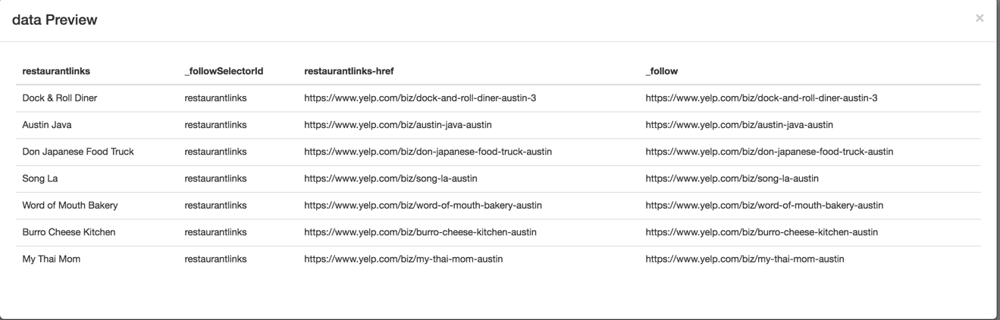 data Preview ×
restaurantlinks _followSelectorId restaurantlinks-href _follow
Dock & Roll Diner restaurantlinks https://www.yelp.com/biz/dock-and-roll-diner-austin-3 https://www.yelp.com/biz/dock-and-roll-diner-austin-3
Austin Java restaurantlinks https://www.yelp.com/biz/austin-java-austin https://www.yelp.com/biz/austin-java-austin
Don Japanese Food Truck restaurantlinks https://www.yelp.com/biz/don-japanese-food-truck-austin https://www.yelp.com/biz/don-japanese-food-truck-austin
Song La restaurantlinks https://www.yelp.com/biz/song-la-austin https://www.yelp.com/biz/song-la-austin
Word of Mouth Bakery restaurantlinks https://www.yelp.com/biz/word-of-mouth-bakery-austin https://www.yelp.com/biz/word-of-mouth-bakery-austin
Burro Cheese Kitchen restaurantlinks https://www.yelp.com/biz/burro-cheese-kitchen-austin https://www.yelp.com/biz/burro-cheese-kitchen-austin
My Thai Mom restaurantlinks https://www.yelp.com/biz/my-thai-mom-austin https://www.yelp.com/biz/my-thai-mom-austin